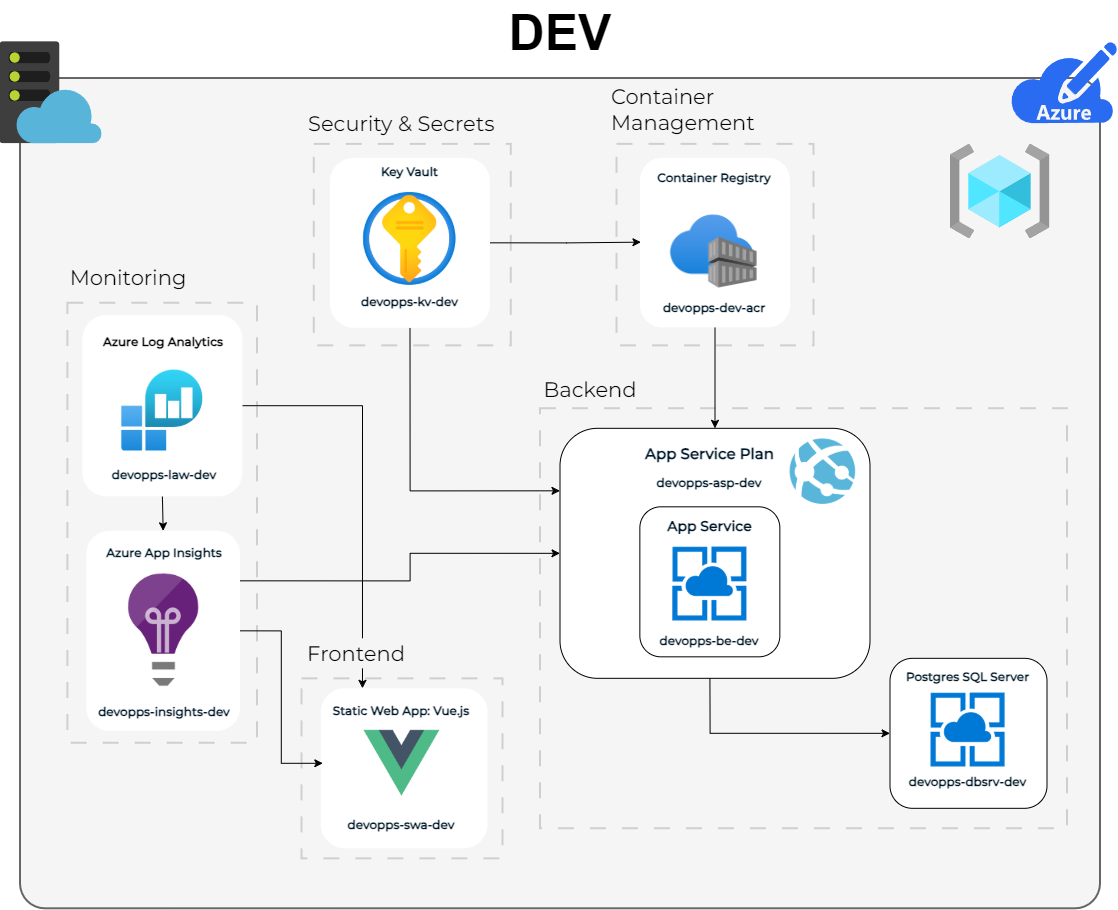 DEV
Azure
Container
Management
Security & Secrets
Key Vault
devopps-kv-dev
Container Registry
devopps-dev-acr
Monitoring
Azure Log Analytics
devopps-law-dev
Azure App Insights
devopps-insights-dev
Backend
App Service Plan
devopps-asp-dev
App Service
devopps-be-dev
Postgres SQL Server
devopps-dbsrv-dev
Frontend
Static Web App: Vue.js
devopps-swa-dev